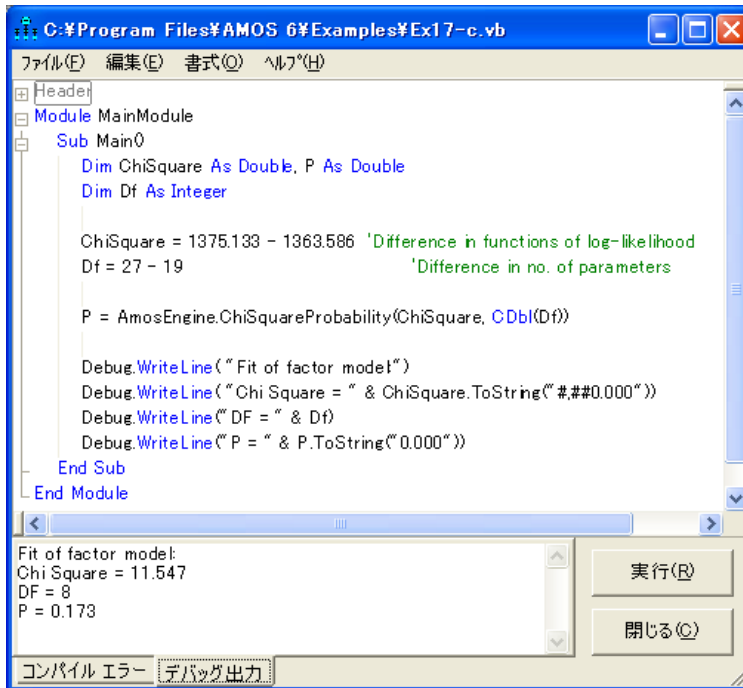 C:¥Program Files¥AMOS 6¥Examples¥Ex17-c.vb
ファイル(F) 編集(E) 書式(O) ヘルプ(H)
Header
Module MainModule
Sub Main()
Dim ChiSquare As Double, P As Double
Dim Df As Integer
ChiSquare = 1375.133 - 1363.586 'Difference in functions of log-likelihood
Df = 27 - 19 'Difference in no. of parameters
P = AmosEngine.ChiSquareProbability(ChiSquare, CDbl(Df))
Debug.WriteLine("Fit of factor model:")
Debug.WriteLine("Chi Square = " & ChiSquare.ToString("#,##0.000"))
Debug.WriteLine("DF = " & Df)
Debug.WriteLine("P = " & P.ToString("0.000"))
End Sub
End Module
Fit of factor model:
Chi Square = 11.547
DF = 8
P = 0.173
実行(R)
閉じる(C)
コンパイル エラー デバッグ出力